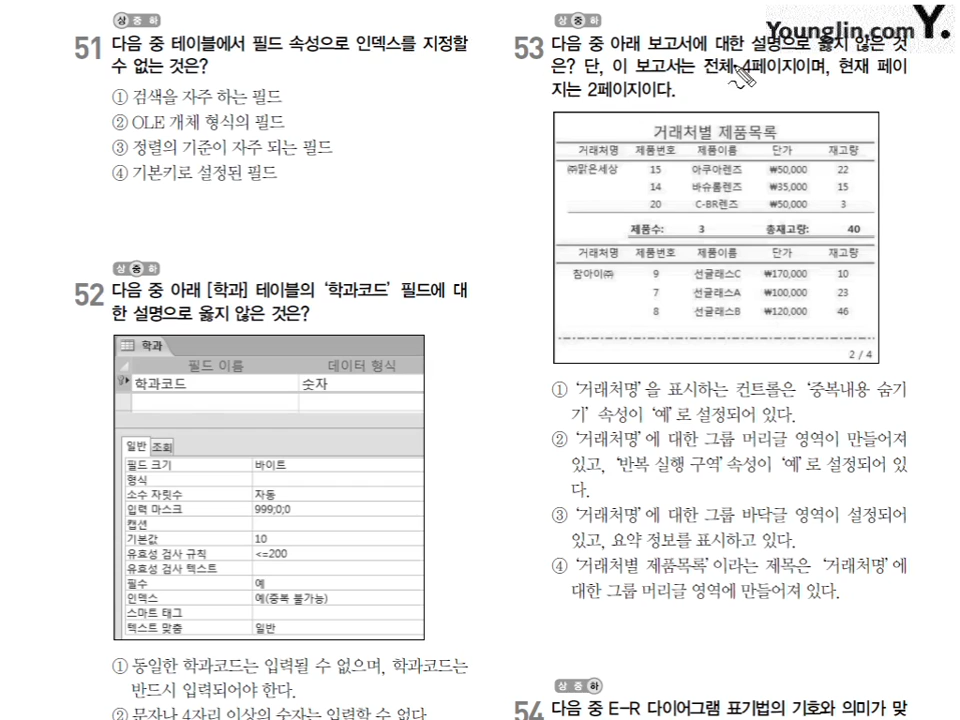 상 중 하
51 다음 중 테이블에서 필드 속성으로 인덱스를 지정할
수 없는 것은?
① 검색을 자주 하는 필드
② OLE 개체 형식의 필드
③ 정렬의 기준이 자주 되는 필드
④ 기본키로 설정된 필드
상 중 하
52 다음 중 아래 [학과] 테이블의 ‘학과코드’ 필드에 대
한 설명으로 옳지 않은 것은?
학과
필드 이름 데이터 형식
학과코드 숫자
일반 조회
필드 크기 바이트
형식
소수 자릿수 자동
입력 마스크 999;0;0
캡션
기본값 10
유효성 검사 규칙 <=200
유효성 검사 텍스트
필수 예
인덱스 예(중복 불가능)
스마트 태그
텍스트 맞춤 일반
① 동일한 학과코드는 입력될 수 없으며, 학과코드는
반드시 입력되어야 한다.
② 문자나 4자리 이상의 숫자는 입력할 수 없다
상 중 하
Youngjin.com Y.
53 다음 중 아래 보고서에 대한 설명으로 옳지 않은 것
은? 단, 이 보고서는 전체 4페이지이며, 현재 페이
지는 2페이지이다.
거래처별 제품목록
거래처명 제품번호 제품이름 단가 재고량
㈜맑은세상 15 아쿠아렌즈 ₩50,000 22
14 바슈롬렌즈 ₩35,000 15
20 C-BR렌즈 ₩50,000 3
제품수: 3 총재고량: 40
거래처명 제품번호 제품이름 단가 재고량
참아이㈜ 9 선글래스C ₩170,000 10
7 선글래스A ₩100,000 23
8 선글래스B ₩120,000 46
2 / 4
① ‘거래처명’을 표시하는 컨트롤은 ‘중복내용 숨기
기’ 속성이 ‘예’로 설정되어 있다.
② ‘거래처명’에 대한 그룹 머리글 영역이 만들어져
있고, ‘반복 실행 구역’ 속성이 ‘예’로 설정되어 있
다.
③ ‘거래처명’에 대한 그룹 바닥글 영역이 설정되어
있고, 요약 정보를 표시하고 있다.
④ ‘거래처별 제품목록’이라는 제목은 ‘거래처명’에
대한 그룹 머리글 영역에 만들어져 있다.
상 중 하
54 다음 중 E-R 다이어그램 표기법의 기호와 의미가 맞